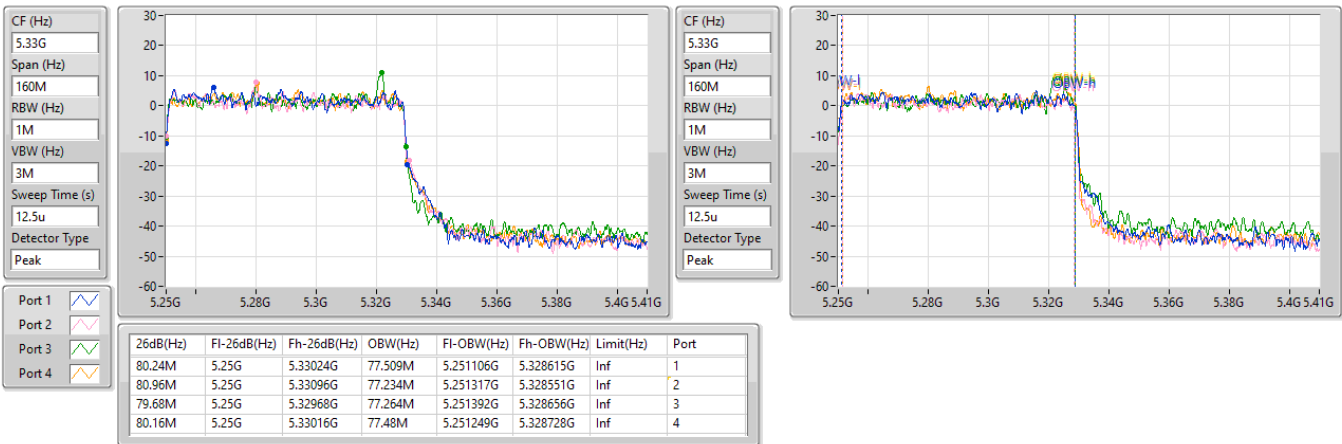 CF (Hz)
5.33G
Span (Hz)
160M
RBW (Hz)
1M
VBW (Hz)
3M
Sweep Time (s)
12.5u
Detector Type
Peak
30-
20-
10-
0-
-10-
-20-
-30-
-40-
-50-
-60-
5.25G 5.28G 5.3G 5.32G 5.34G 5.36G 5.38G 5.4G 5.41G
CF (Hz)
5.33G
Span (Hz)
160M
RBW (Hz)
1M
VBW (Hz)
3M
Sweep Time (s)
12.5u
Detector Type
Peak
30-
20-
10-
0-
-10-
-20-
-30-
-40-
-50-
-60-
W-l OBW-h
5.25G 5.28G 5.3G 5.32G 5.34G 5.36G 5.38G 5.4G 5.41G
Port 1
Port 2
Port 3
Port 4
26dB(Hz) Fl-26dB(Hz) Fh-26dB(Hz) OBW(Hz) Fl-OBW(Hz) Fh-OBW(Hz) Limit(Hz) Port
80.24M 5.25G 5.33024G 77.509M 5.251106G 5.328615G Inf 1
80.96M 5.25G 5.33096G 77.234M 5.251317G 5.328551G Inf 2
79.68M 5.25G 5.32968G 77.264M 5.251392G 5.328656G Inf 3
80.16M 5.25G 5.33016G 77.48M 5.251249G 5.328728G Inf 4